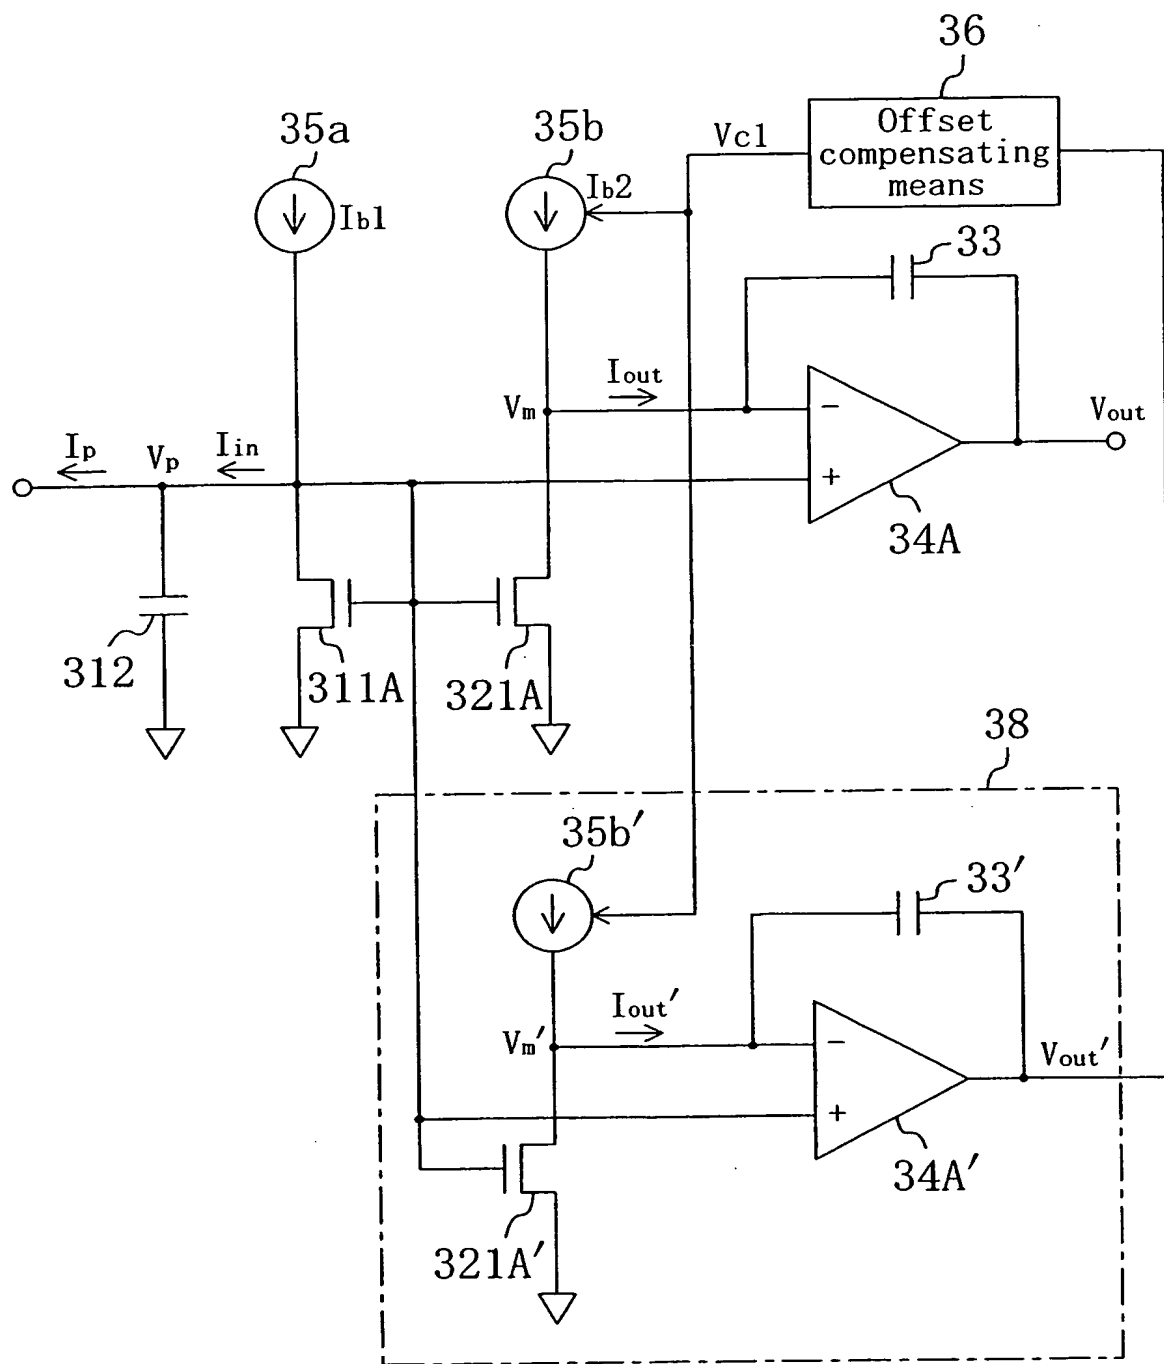 36
35a
35b
Vc1
Offset
compensating
means
Ib1
Ib2
33
Iout
Vm
Vout
Ip
Vp
Iin
−
+
34A
312
311A
321A
38
35b′
33′
Iout′
Vm′
Vout′
−
+
34A′
321A′